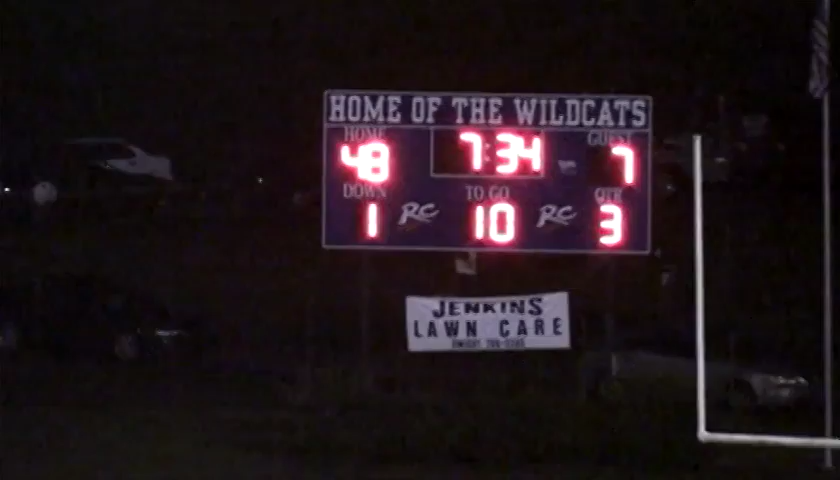 HOME OF THE WILDCATS
HOME 7:34 GUEST
48 7
DOWN TO GO QTR
1 RC 10 RC 3
JENKINS
LAWN CARE